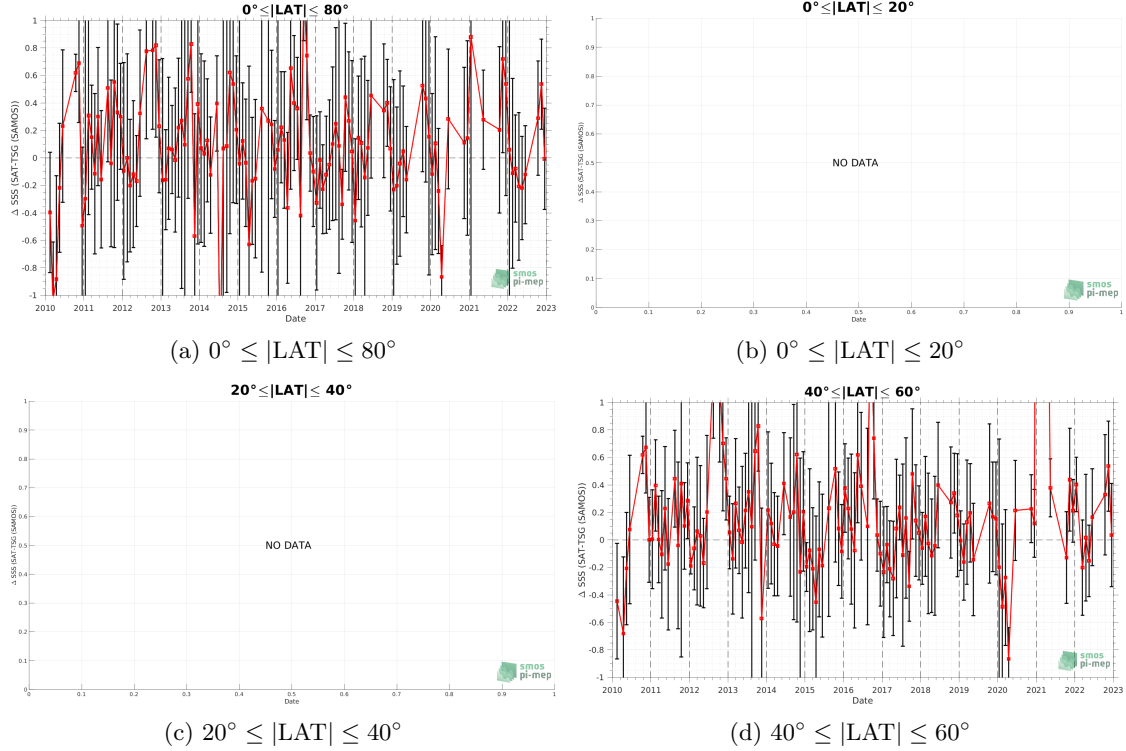 0°≤|LAT|≤ 80°
Δ SSS (SAT-TSG (SAMOS))
1
0.8
0.6
0.4
0.2
0
-0.2
-0.4
-0.6
-0.8
-1
2010 2011 2012 2013 2014 2015 2016 2017 2018 2019 2020 2021 2022 2023
Date
smos
pi-mep
(a) 0° ≤ |LAT| ≤ 80°
0°≤|LAT|≤ 20°
Δ SSS (SAT-TSG (SAMOS))
1
0.9
0.8
0.7
0.6
0.5
0.4
0.3
0.2
0.1
0
NO DATA
0 0.1 0.2 0.3 0.4 0.5 0.6 0.7 0.8 0.9 1
Date
smos
pi-mep
(b) 0° ≤ |LAT| ≤ 20°
20°≤|LAT|≤ 40°
Δ SSS (SAT-TSG (SAMOS))
1
0.9
0.8
0.7
0.6
0.5
0.4
0.3
0.2
0.1
0
NO DATA
0 0.1 0.2 0.3 0.4 0.5 0.6 0.7 0.8 0.9 1
Date
smos
pi-mep
(c) 20° ≤ |LAT| ≤ 40°
40°≤|LAT|≤ 60°
Δ SSS (SAT-TSG (SAMOS))
1
0.8
0.6
0.4
0.2
0
-0.2
-0.4
-0.6
-0.8
-1
2010 2011 2012 2013 2014 2015 2016 2017 2018 2019 2020 2021 2022 2023
Date
smos
pi-mep
(d) 40° ≤ |LAT| ≤ 60°